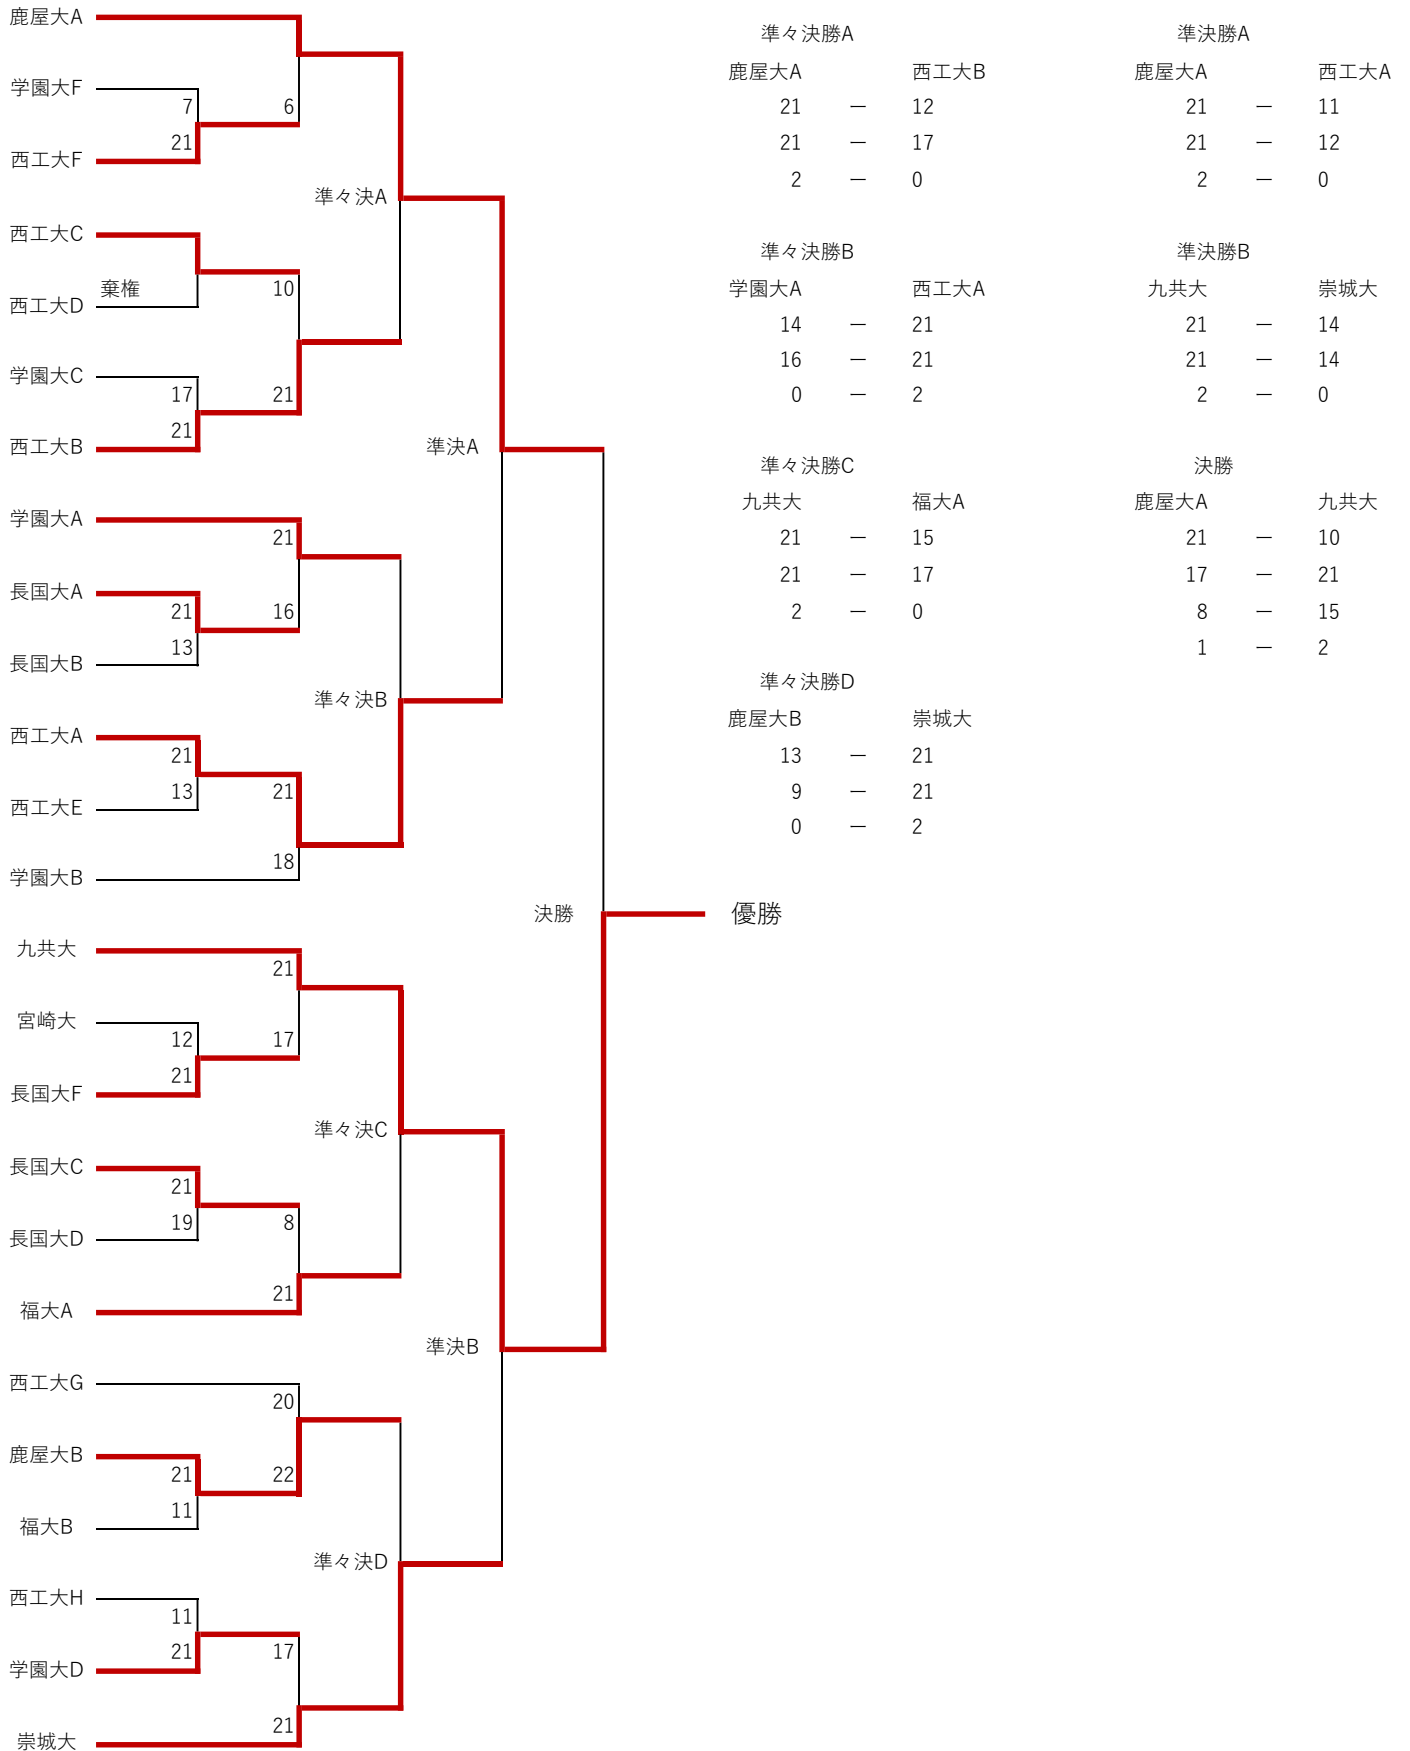 鹿屋大A
学園大F
7
6
21
西工大F
準々決A
西工大C
棄権
10
西工大D
学園大C
17
21
21
西工大B
準決A
学園大A
21
長国大A
21
16
13
長国大B
準々決B
西工大A
21
13
21
西工大E
18
学園大B
決勝
優勝
九共大
21
宮崎大
12
17
21
長国大F
準々決C
長国大C
21
19
8
長国大D
21
福大A
準決B
西工大G
20
鹿屋大B
21
22
11
福大B
準々決D
西工大H
11
21
17
学園大D
21
崇城大
準々決勝A
鹿屋大A 西工大B
21 － 12
21 － 17
2 － 0
準々決勝B
学園大A 西工大A
14 － 21
16 － 21
0 － 2
準々決勝C
九共大 福大A
21 － 15
21 － 17
2 － 0
準々決勝D
鹿屋大B 崇城大
13 － 21
9 － 21
0 － 2
準決勝A
鹿屋大A 西工大A
21 － 11
21 － 12
2 － 0
準決勝B
九共大 崇城大
21 － 14
21 － 14
2 － 0
決勝
鹿屋大A 九共大
21 － 10
17 － 21
8 － 15
1 － 2